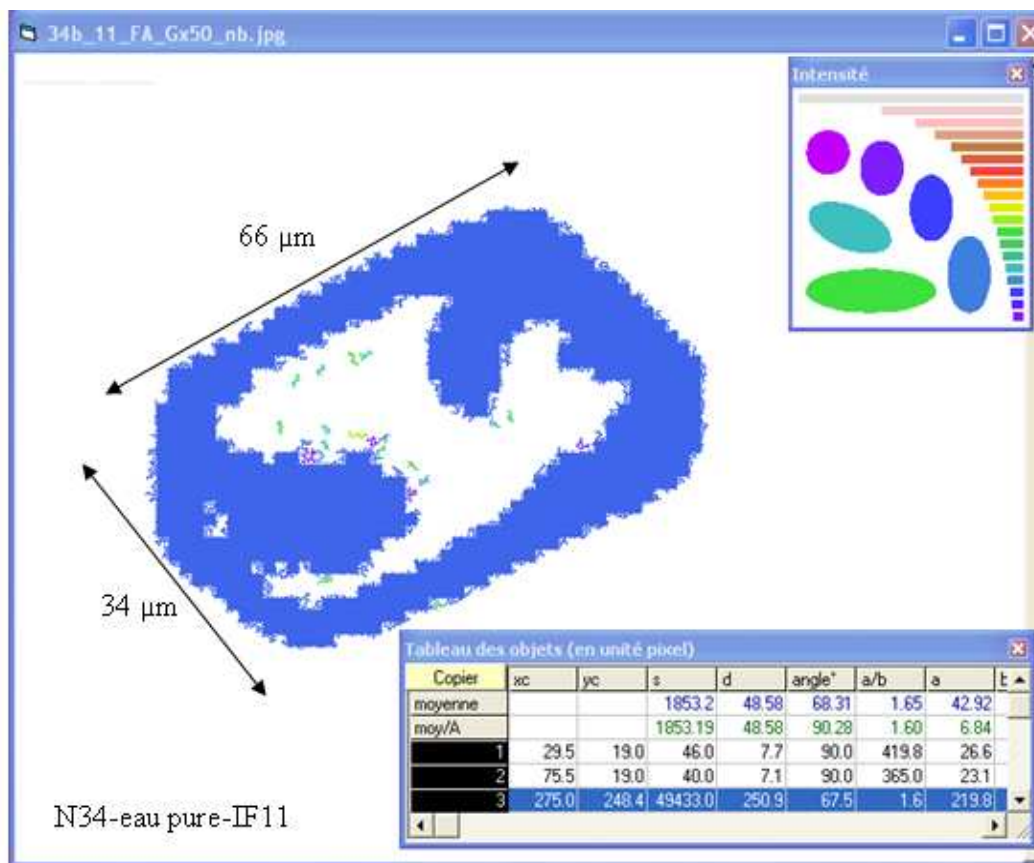 34b_11_FA_Gx50_nb.jpg
Intensité
66 µm
34 µm
Tableau des objets (en unité pixel)
Copier xc yc s d angle° a/b a
moyenne 1853.2 48.58 68.31 1.65 42.92
moy/A 1853.19 48.58 90.28 1.60 6.84
1 29.5 19.0 46.0 7.7 90.0 419.8 26.6
2 75.5 19.0 40.0 7.1 90.0 365.0 23.1
3 275.0 248.4 49433.0 250.9 67.5 1.6 219.8
N34-eau pure-IF11